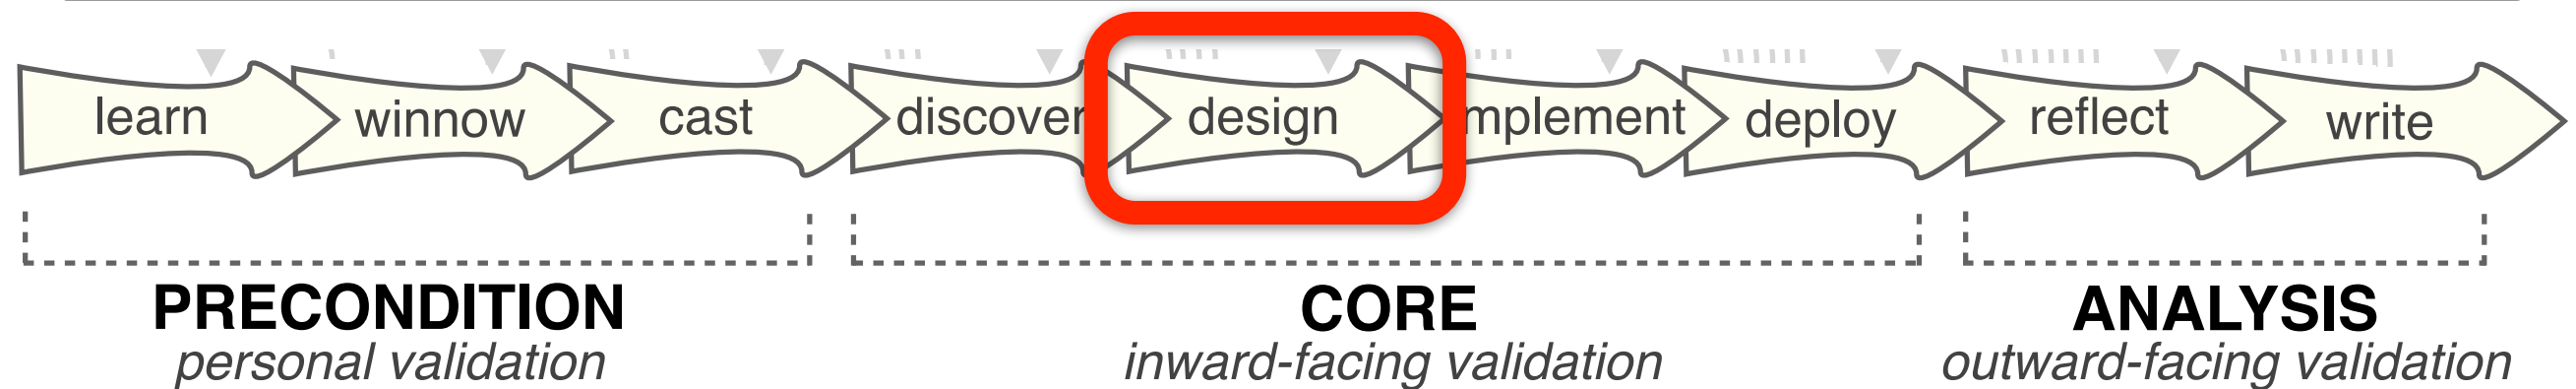 learn winnow cast discover design mplement deploy reflect write
PRECONDITION CORE ANALYSIS
personal validation inward-facing validation outward-facing validation